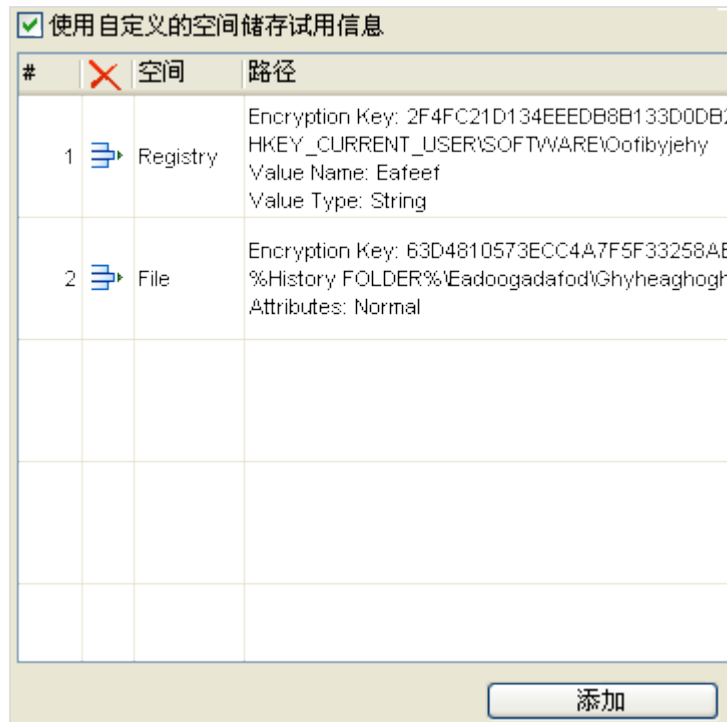 使用自定义的空间储存试用信息
# 空间 路径
Encryption Key: 2F4FC21D134EEEDB8B133D0DB2
1 Registry HKEY_CURRENT_USER\SOFTWARE\Oofibyjehy
Value Name: Eafeef
Value Type: String
Encryption Key: 63D4810573ECC4A7F5F33258AE
2 File %History FOLDER%\Eadoogadafod\Ghyheaghogh
Attributes: Normal
添加